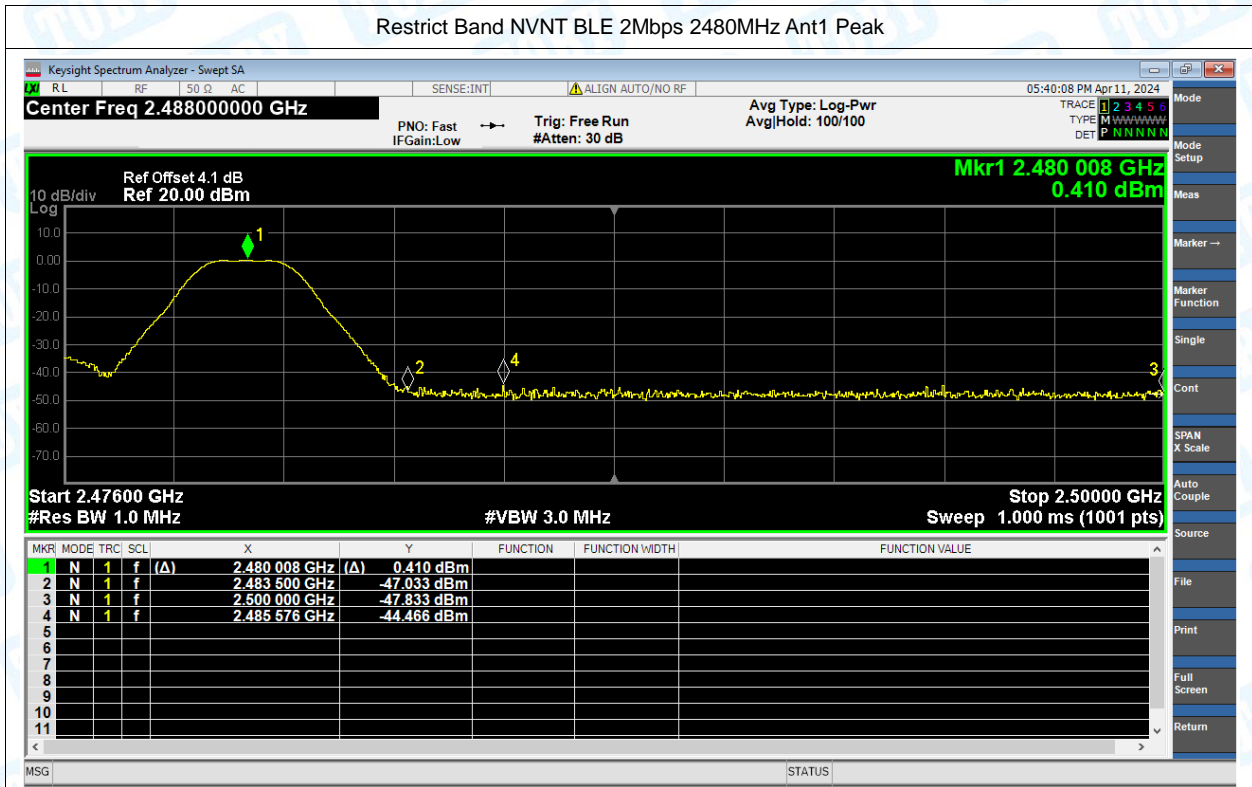 Restrict Band NVNT BLE 2Mbps 2480MHz Ant1 Peak
Keysight Spectrum Analyzer - Swept SA
LXI RL RF 50 Ω AC SENSE:INT ALIGN AUTO/NO RF 05:40:08 PM Apr 11, 2024
Center Freq 2.488000000 GHz
PNO: Fast
IFGain:Low
Trig: Free Run
#Atten: 30 dB
Avg Type: Log-Pwr
Avg|Hold: 100/100
TRACE 1 2 3 4 5 6
TYPE M WWWWW
DET P N N N N N
Ref Offset 4.1 dB
10 dB/div Ref 20.00 dBm
Log
Mkr1 2.480 008 GHz
0.410 dBm
10.0
0.00
-10.0
-20.0
-30.0
-40.0
-50.0
-60.0
-70.0
1
2
4
3
Start 2.47600 GHz Stop 2.50000 GHz
#Res BW 1.0 MHz #VBW 3.0 MHz Sweep 1.000 ms (1001 pts)
MKR MODE TRC SCL X Y FUNCTION FUNCTION WIDTH FUNCTION VALUE
1 N 1 f (Δ) 2.480 008 GHz (Δ) 0.410 dBm
2 N 1 f 2.483 500 GHz -47.033 dBm
3 N 1 f 2.500 000 GHz -47.833 dBm
4 N 1 f 2.485 576 GHz -44.466 dBm
5
6
7
8
9
10
11
MSG STATUS
Mode
Mode
Setup
Meas
Marker →
Marker
Function
Single
Cont
SPAN
X Scale
Auto
Couple
Source
File
Print
Full
Screen
Return
TOBY